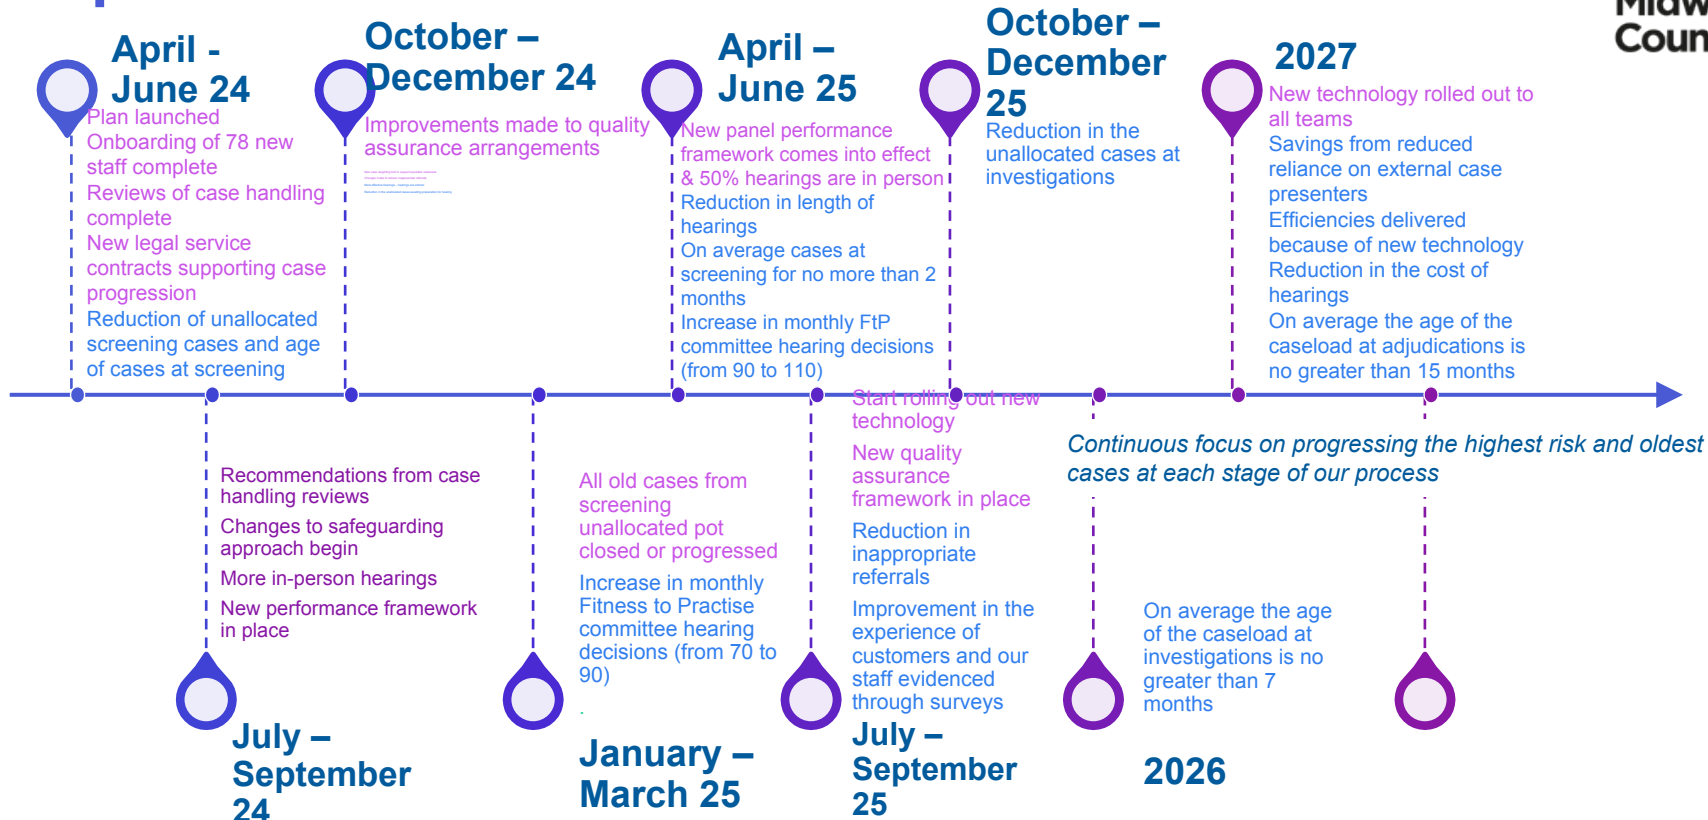 Midw
Coun
April -
June 24
Plan launched
Onboarding of 78 new
staff complete
Reviews of case handling
complete
New legal service
contracts supporting case
progression
Reduction of unallocated
screening cases and age
of cases at screening
October –
December 24
Improvements made to quality
assurance arrangements
April –
June 25
New panel performance
framework comes into effect
& 50% hearings are in person
Reduction in length of
hearings
On average cases at
screening for no more than 2
months
Increase in monthly FtP
committee hearing decisions
(from 90 to 110)
October –
December
25
Reduction in the
unallocated cases at
investigations
2027
New technology rolled out to
all teams
Savings from reduced
reliance on external case
presenters
Efficiencies delivered
because of new technology
Reduction in the cost of
hearings
On average the age of the
caseload at adjudications is
no greater than 15 months
Recommendations from case
handling reviews
Changes to safeguarding
approach begin
More in-person hearings
New performance framework
in place
July –
September
24
All old cases from
screening
unallocated pot
closed or progressed
Increase in monthly
Fitness to Practise
committee hearing
decisions (from 70 to
90)
.
January –
March 25
Start rolling out new
technology
New quality
assurance
framework in place
Reduction in
inappropriate
referrals
Improvement in the
experience of
customers and our
staff evidenced
through surveys
July –
September
25
Continuous focus on progressing the highest risk and oldest
cases at each stage of our process
On average the age
of the caseload at
investigations is no
greater than 7
months
2026